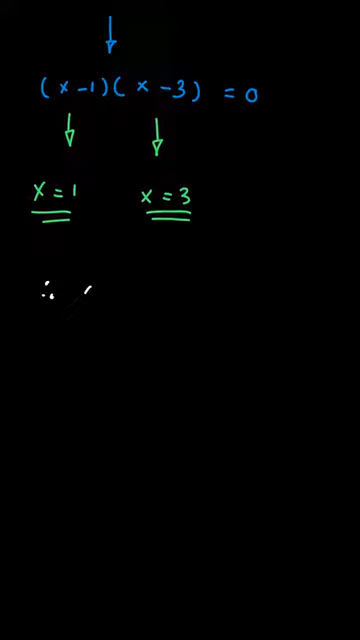 (x-1)(x-3) = 0
x = 1 x = 3
∴